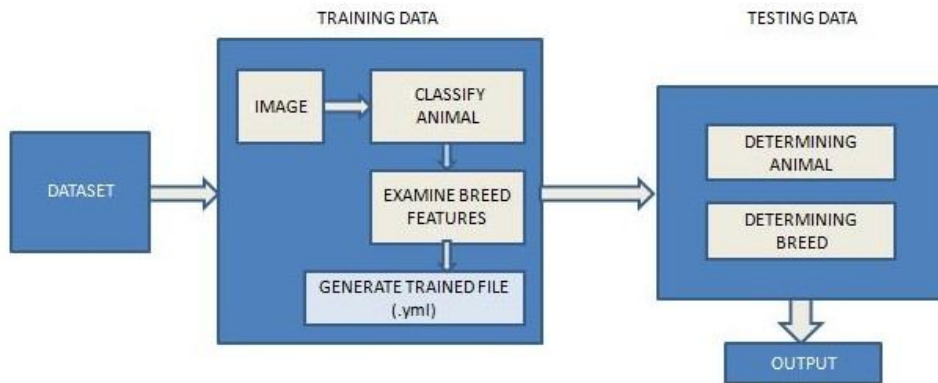 TRAINING DATA
TESTING DATA
DATASET
IMAGE
CLASSIFY
ANIMAL
EXAMINE BREED
FEATURES
GENERATE TRAINED FILE
(.yml)
DETERMINING
ANIMAL
DETERMINING
BREED
OUTPUT